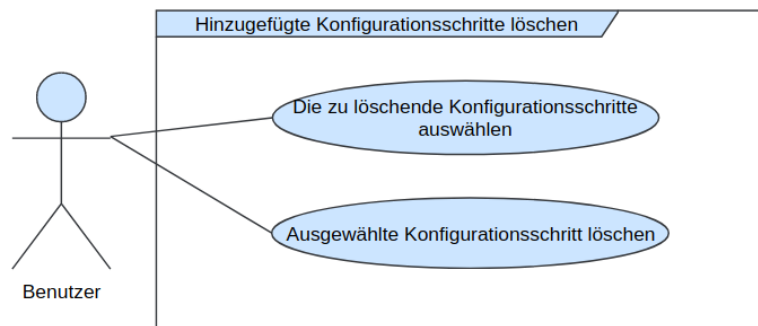 Hinzugefügte Konfigurationsschritte löschen
Die zu löschende Konfigurationsschritte
auswählen
Ausgewählte Konfigurationsschritt löschen
Benutzer